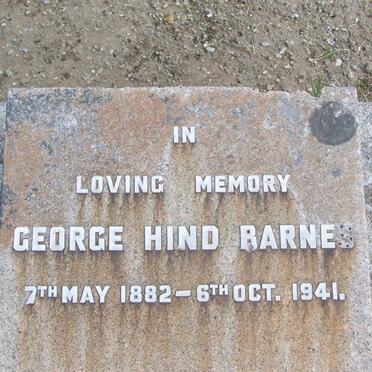 IN
LOVING MEMORY
GEORGE HIND BARNES
7TH MAY 1882 – 6TH OCT. 1941.